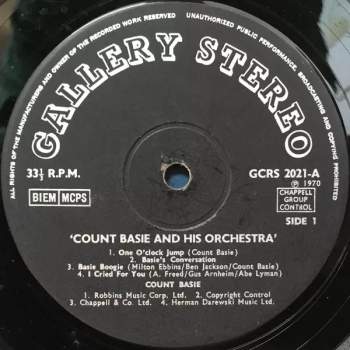 ALL RIGHTS OF THE MANUFACTURERS AND OWNER OF THE RECORDED WORK RESERVED
UNAUTHORIZED PUBLIC PERFORMANCE, BROADCASTING AND COPYING PROHIBITED
GALLERY STEREO
33⅓ R.P.M.
GCRS 2021-A
Ⓟ 1970
BIEM MCPS
CHAPPELL
GROUP
CONTROL
SIDE 1
'COUNT BASIE AND HIS ORCHESTRA'
1. One O'clock Jump (Count Basie)
2. Basie's Conversation
3. Basie Boogie (Milton Ebbins/Ben Jackson/Count Basie)
4. I Cried For You (A. Freed/Gus Arnheim/Abe Lyman)
COUNT BASIE
1. Robbins Music Corp. Ltd. 2. Copyright Control
3. Chappell & Co. Ltd. 4. Herman Darewski Music Ltd.